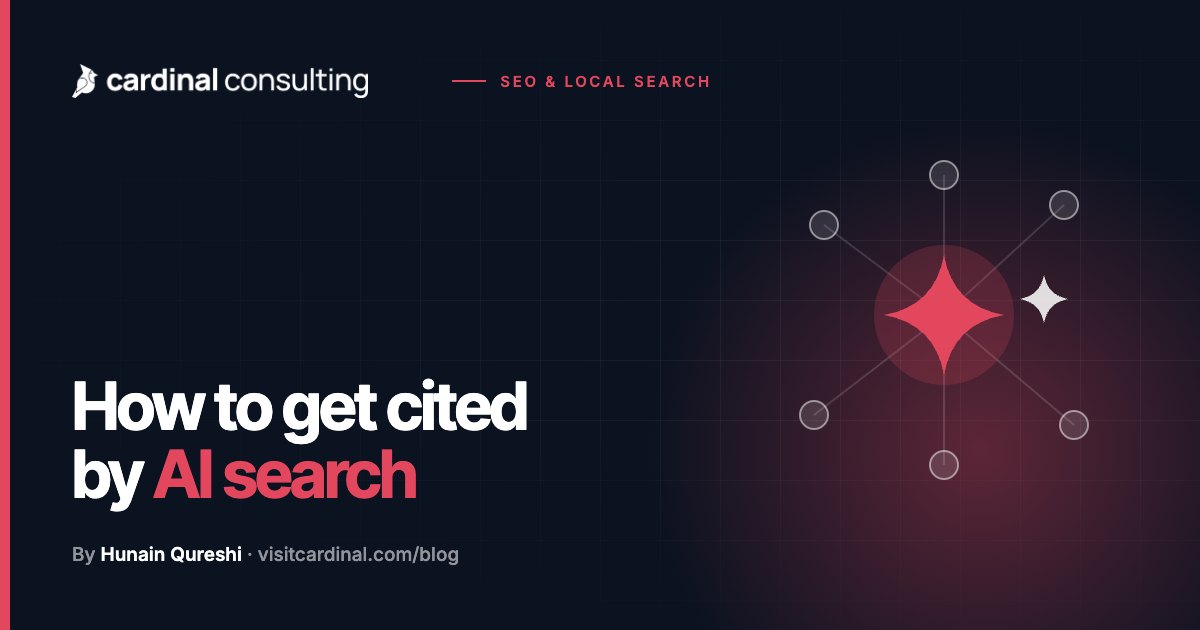 cardinal consulting
SEO & LOCAL SEARCH
How to get cited
by AI search
By Hunain Qureshi · visitcardinal.com/blog